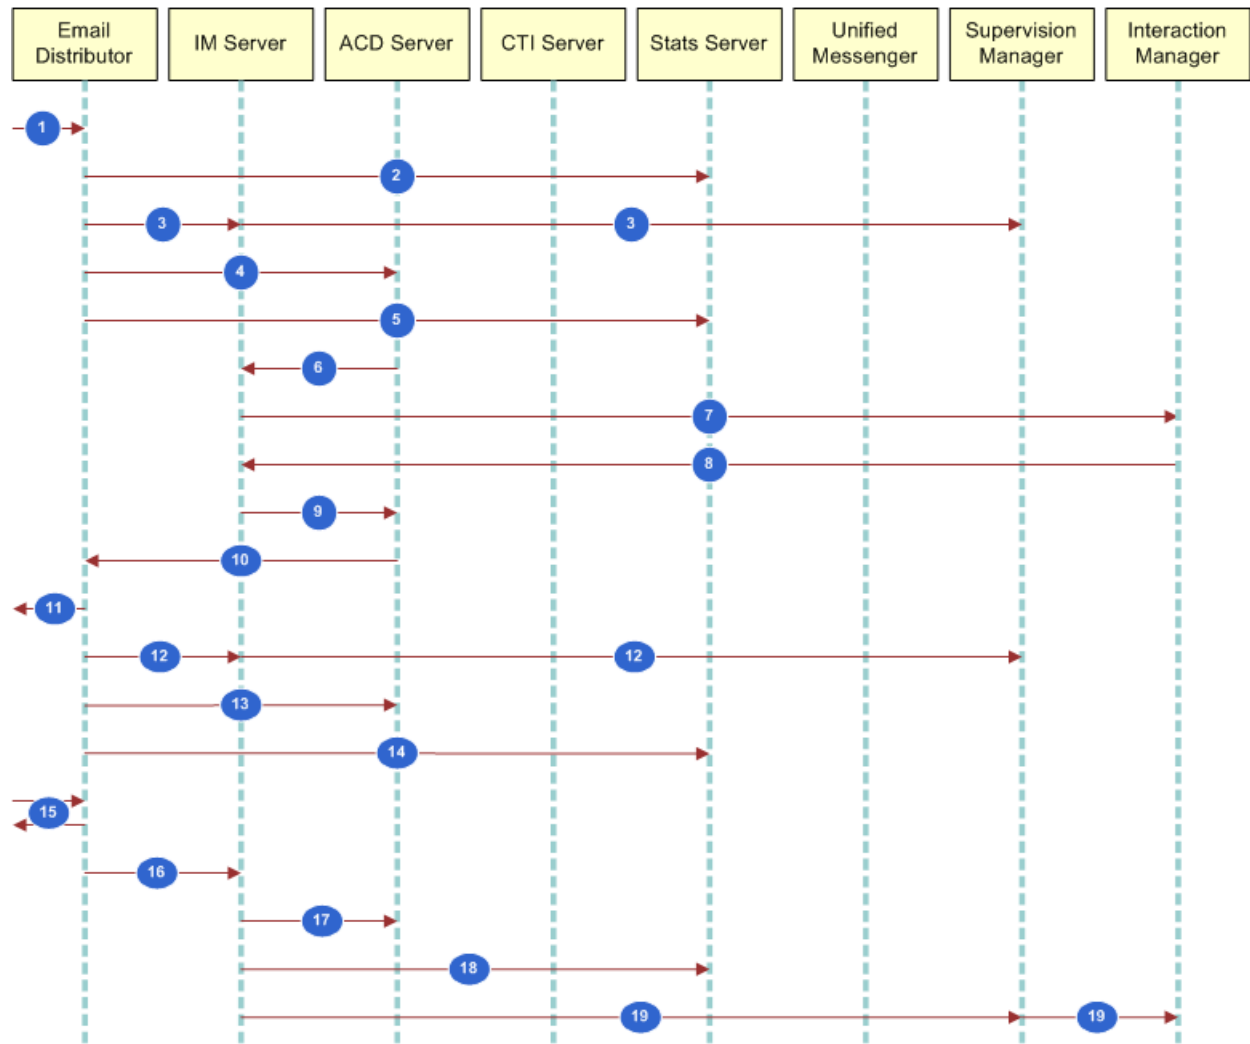 Email
Distributor
IM Server
ACD Server
CTI Server
Stats Server
Unified
Messenger
Supervision
Manager
Interaction
Manager
1
2
3 3
4
5
6
7
8
9
10
11
12 12
13
14
15
16
17
18
19 19